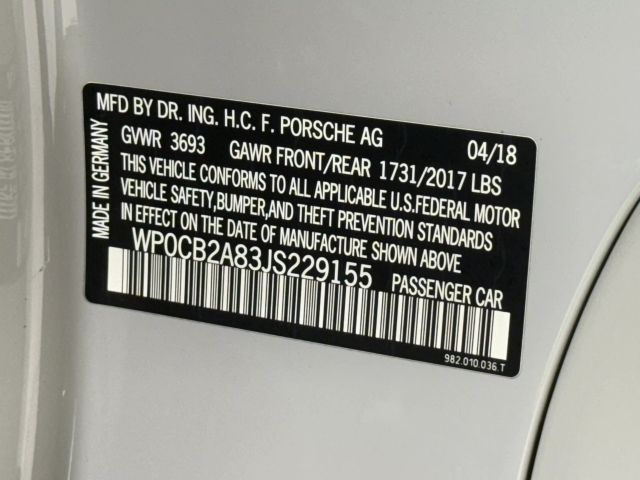 MFD BY DR. ING. H.C. F. PORSCHE AG 04/18
GVWR 3693 GAWR FRONT/REAR 1731/2017 LBS
THIS VEHICLE CONFORMS TO ALL APPLICABLE U.S.FEDERAL MOTOR
VEHICLE SAFETY,BUMPER,AND THEFT PREVENTION STANDARDS
IN EFFECT ON THE DATE OF MANUFACTURE SHOWN ABOVE
WP0CB2A83JS229155 PASSENGER CAR
982.010.036.T
MADE IN GERMANY